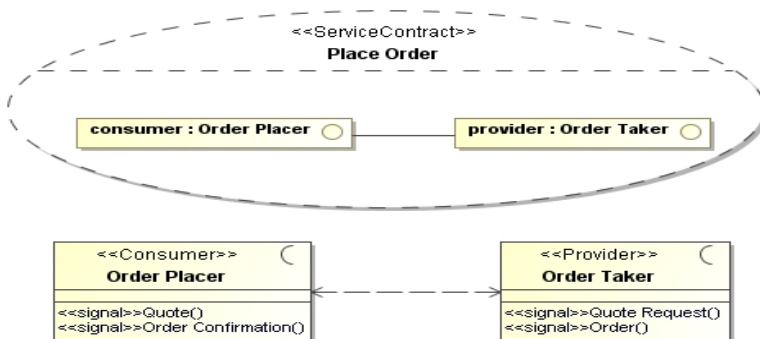 <<ServiceContract>>
Place Order
consumer : Order Placer
provider : Order Taker
<<Consumer>>
Order Placer
<<signal>>Quote()
<<signal>>Order Confirmation()
<<Provider>>
Order Taker
<<signal>>Quote Request()
<<signal>>Order()